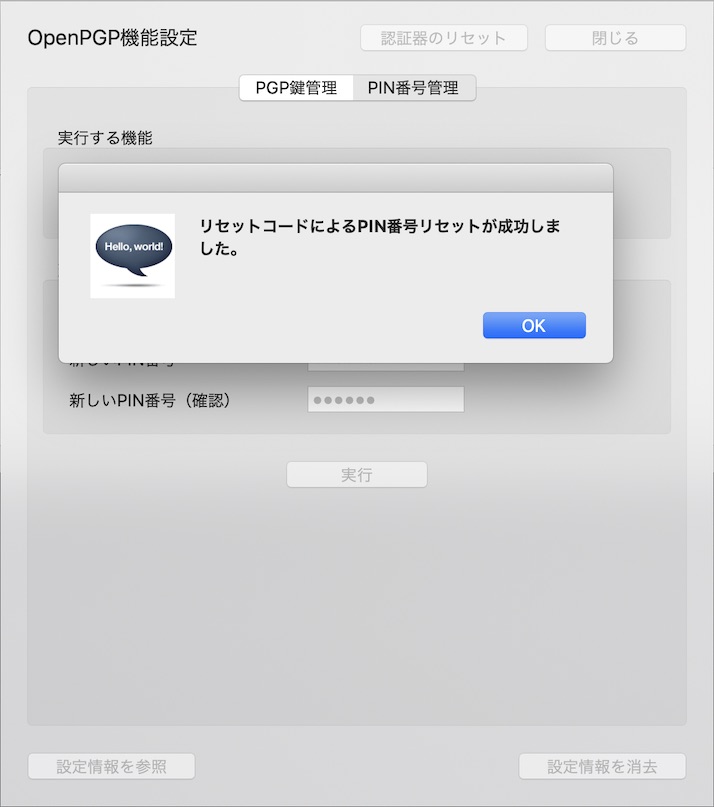 OpenPGP機能設定
認証器のリセット
閉じる
PGP鍵管理
PIN番号管理
実行する機能
Hello, world!
リセットコードによるPIN番号リセットが成功しま
した。
OK
新しいPIN番号
新しいPIN番号（確認）
実行
設定情報を参照
設定情報を消去